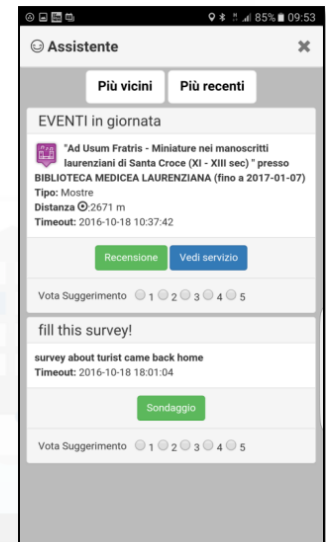 85% 09:53
Assistente ✖
Più vicini Più recenti
EVENTI in giornata
"Ad Usum Fratris - Miniature nei manoscritti
laurenziani di Santa Croce (XI - XIII sec) " presso
BIBLIOTECA MEDICEA LAURENZIANA (fino a 2017-01-07)
Tipo: Mostre
Distanza :2671 m
Timeout: 2016-10-18 10:37:42
Recensione Vedi servizio
Vota Suggerimento 1 2 3 4 5
fill this survey!
survey about turist came back home
Timeout: 2016-10-18 18:01:04
Sondaggio
Vota Suggerimento 1 2 3 4 5